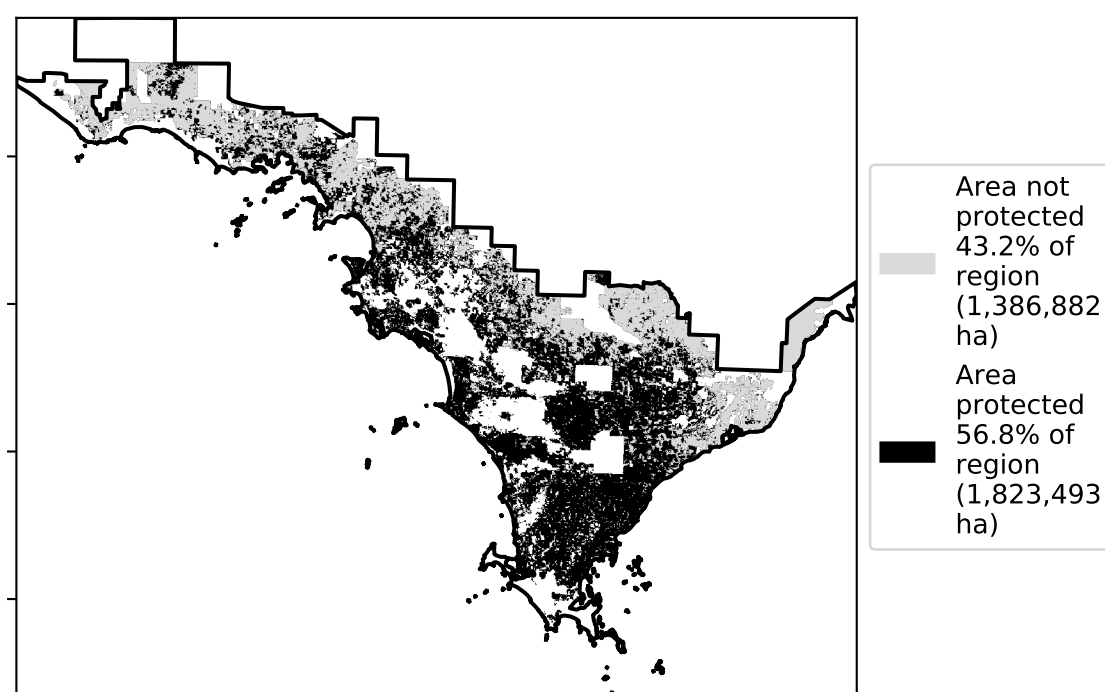 Area not
protected
43.2% of
region
(1,386,882
ha)
Area
protected
56.8% of
region
(1,823,493
ha)